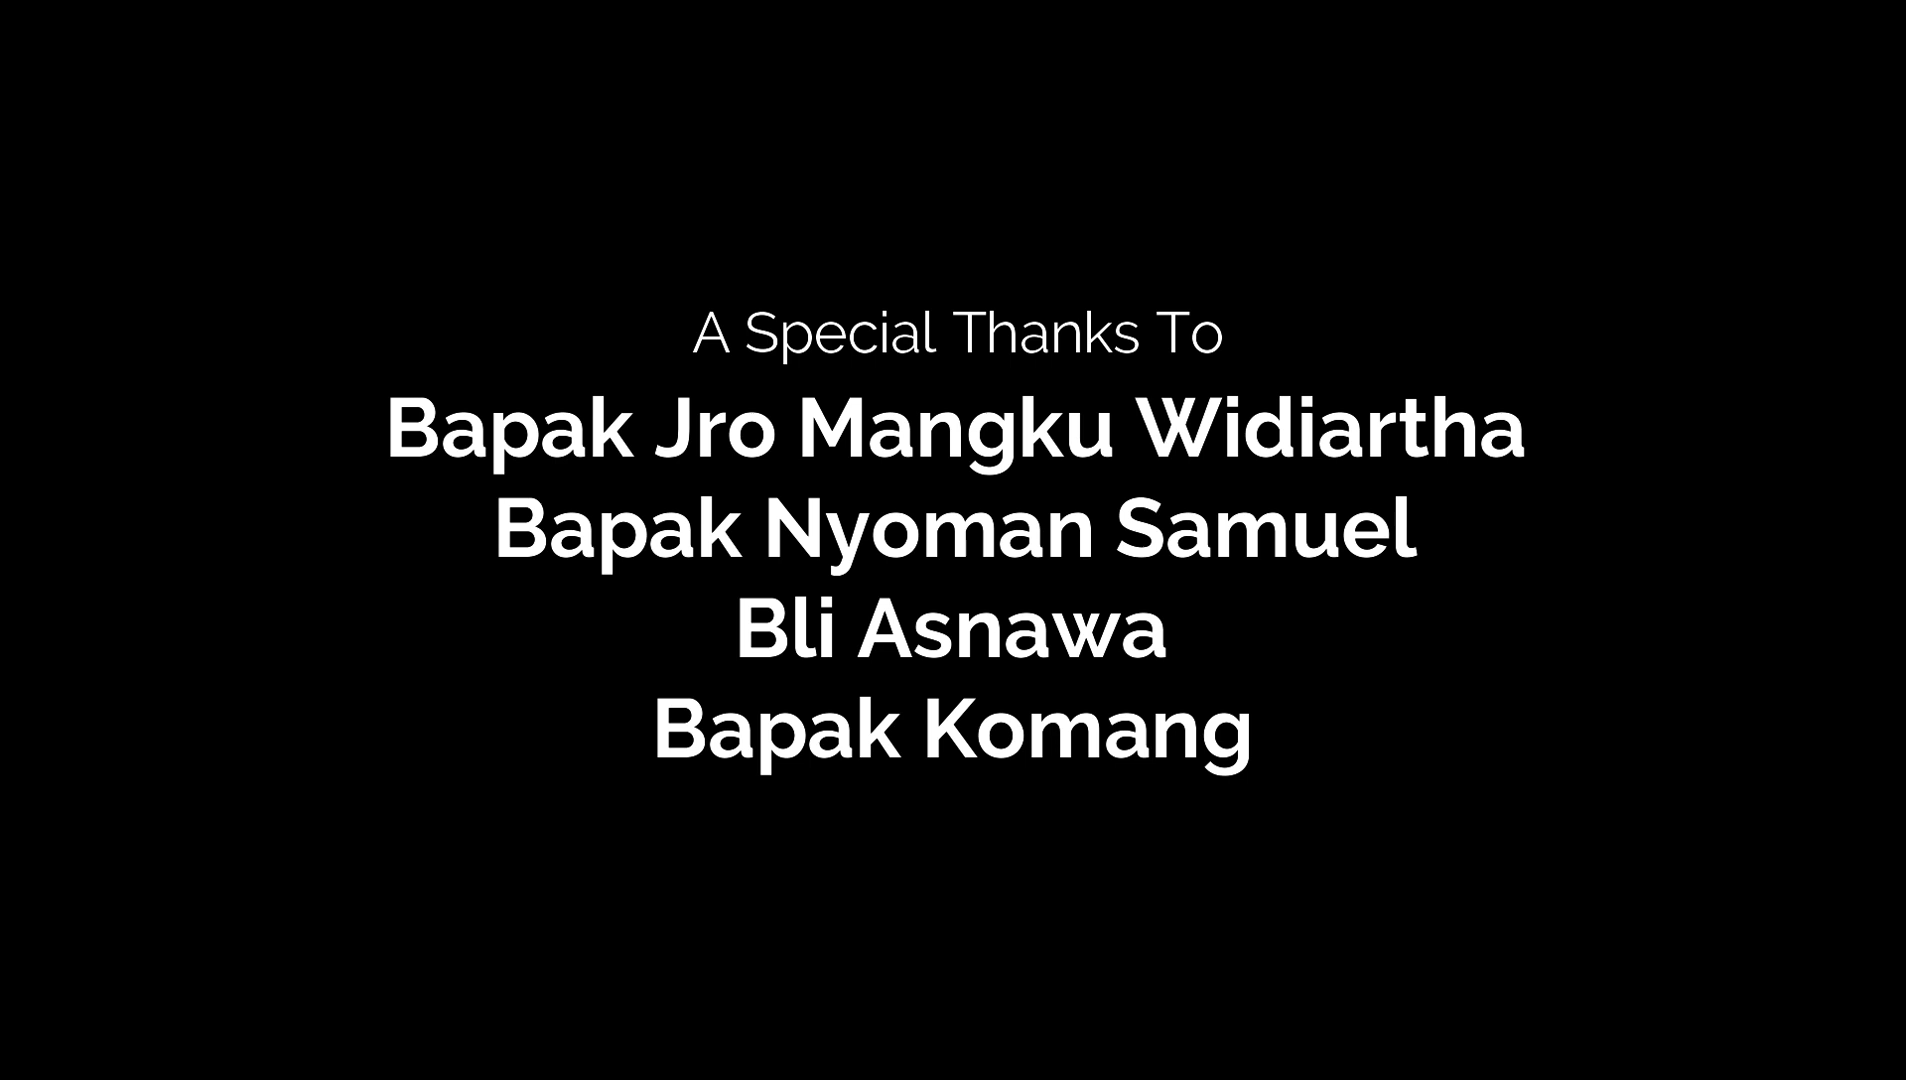 A Special Thanks To
Bapak Jro Mangku Widiartha
Bapak Nyoman Samuel
Bli Asnawa
Bapak Komang